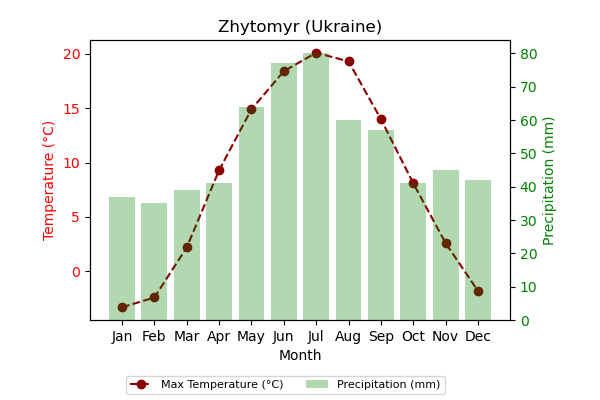 Zhytomyr (Ukraine)
Temperature (°C)
20
15
10
5
0
Precipitation (mm)
80
70
60
50
40
30
20
10
0
Jan Feb Mar Apr May Jun Jul Aug Sep Oct Nov Dec
Month
Max Temperature (°C) Precipitation (mm)